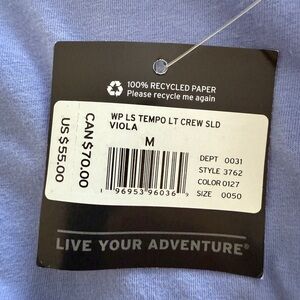 100% RECYCLED PAPER
Please recycle me again
WP LS TEMPO LT CREW SLD
VIOLA
M
CAN $70.00
US $55.00
DEPT 0031
STYLE 3762
COLOR 0127
SIZE 0050
1 96953 96036 9
LIVE YOUR ADVENTURE®